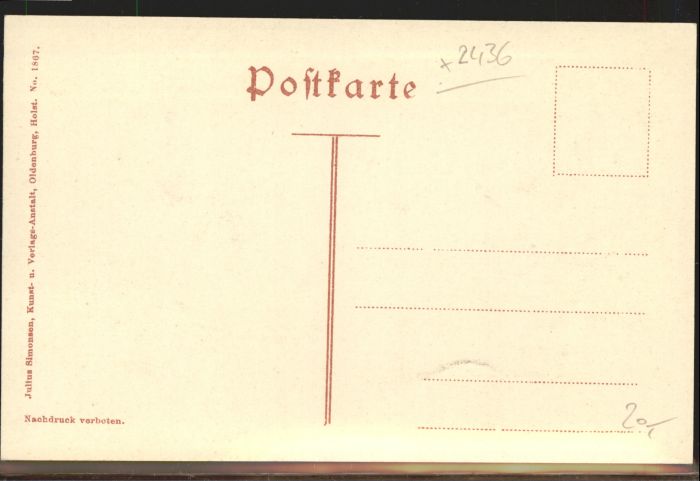 Postkarte
x 2436
Julius Simonsen, Kunst- u. Verlags-Anstalt, Oldenburg, Holst. No. 1867.
Nachdruck verboten.
20,-